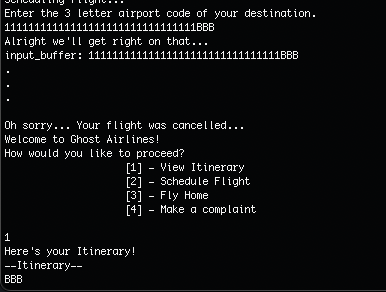 Scheduling flight...
Enter the 3 letter airport code of your destination.
11111111111111111111111111111111BBB
Alright we'll get right on that...
input_buffer: 11111111111111111111111111111111BBB
.
.
.
Oh sorry... Your flight was cancelled...
Welcome to Ghost Airlines!
How would you like to proceed?
[1] - View Itinerary
[2] - Schedule Flight
[3] - Fly Home
[4] - Make a complaint
1
Here's your Itinerary!
--Itinerary--
BBB